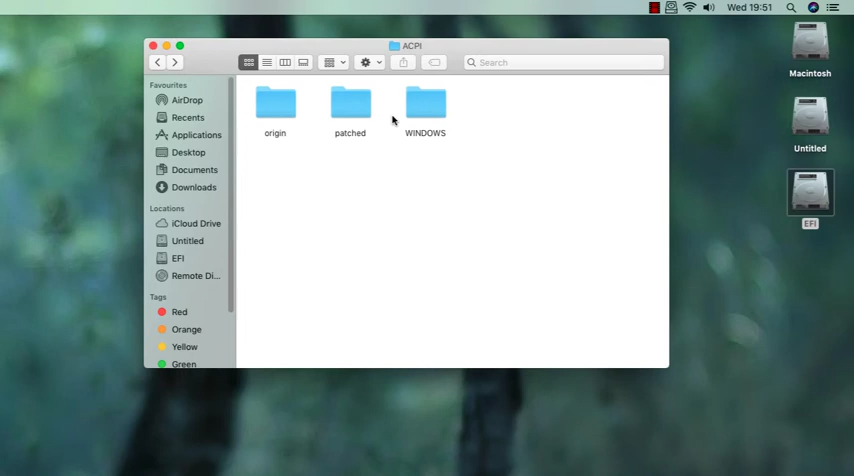 Wed 19:51
ACPI
Search
Favourites
AirDrop
Recents
Applications
Desktop
Documents
Downloads
Locations
iCloud Drive
Untitled
EFI
Remote Di...
Tags
Red
Orange
Yellow
Green
origin
patched
WINDOWS
Macintosh
Untitled
EFI